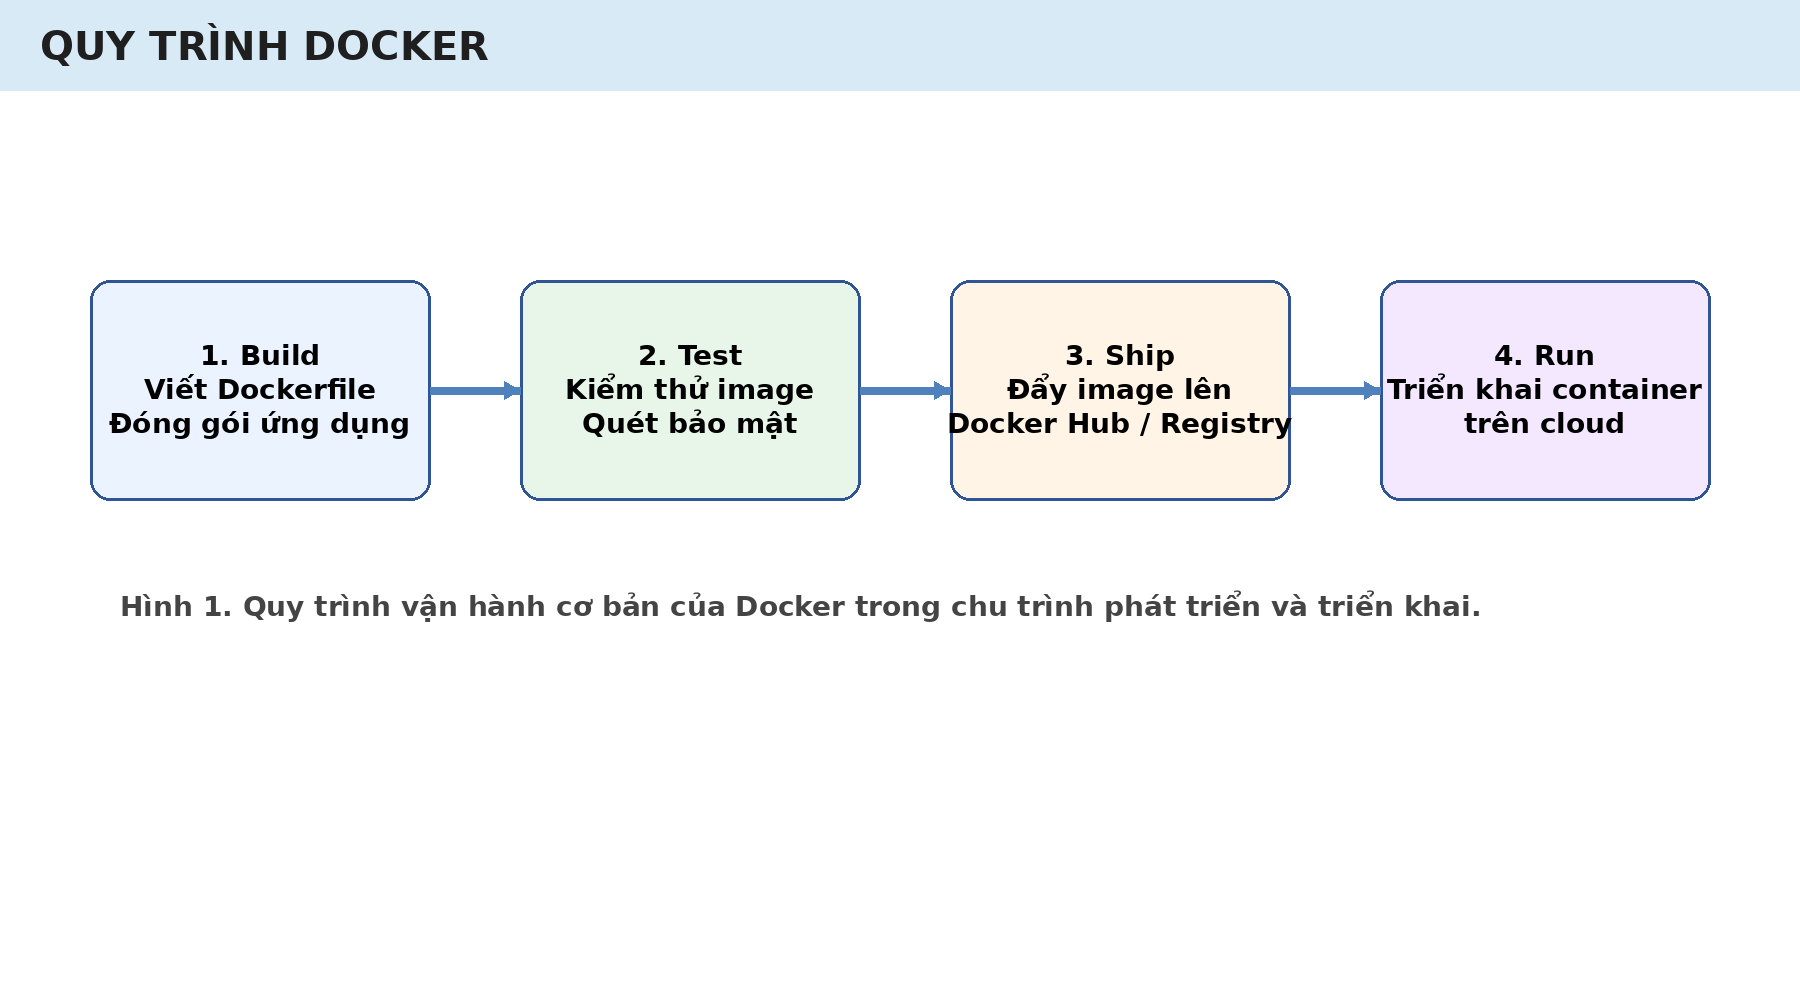 QUY TRÌNH DOCKER
1. Build
Viết Dockerfile
Đóng gói ứng dụng
2. Test
Kiểm thử image
Quét bảo mật
3. Ship
Đẩy image lên
Docker Hub / Registry
4. Run
Triển khai container
trên cloud
Hình 1. Quy trình vận hành cơ bản của Docker trong chu trình phát triển và triển khai.